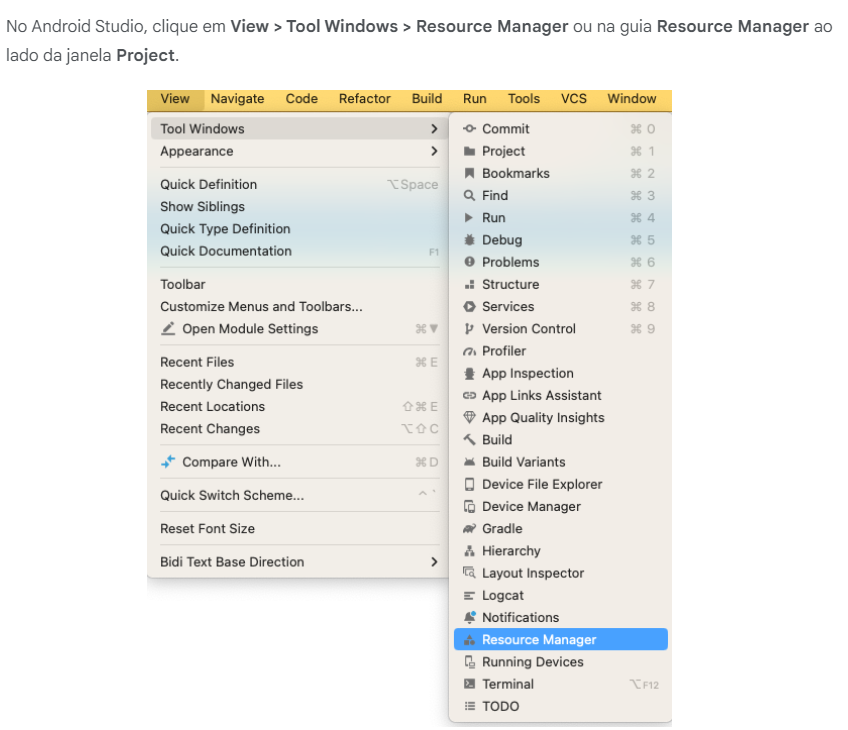 No Android Studio, clique em View > Tool Windows > Resource Manager ou na guia Resource Manager ao
lado da janela Project.
View Navigate Code Refactor Build Run Tools VCS Window
Tool Windows
Appearance
Quick Definition ⌥Space
Show Siblings
Quick Type Definition
Quick Documentation F1
Toolbar
Customize Menus and Toolbars...
Open Module Settings ⌘▼
Recent Files ⌘E
Recently Changed Files
Recent Locations ⇧⌘E
Recent Changes ⌥⇧C
Compare With... ⌘D
Quick Switch Scheme... ^`
Reset Font Size
Bidi Text Base Direction
Commit ⌘0
Project ⌘1
Bookmarks ⌘2
Find ⌘3
Run ⌘4
Debug ⌘5
Problems ⌘6
Structure ⌘7
Services ⌘8
Version Control ⌘9
Profiler
App Inspection
App Links Assistant
App Quality Insights
Build
Build Variants
Device File Explorer
Device Manager
Gradle
Hierarchy
Layout Inspector
Logcat
Notifications
Resource Manager
Running Devices
Terminal ⌥F12
TODO